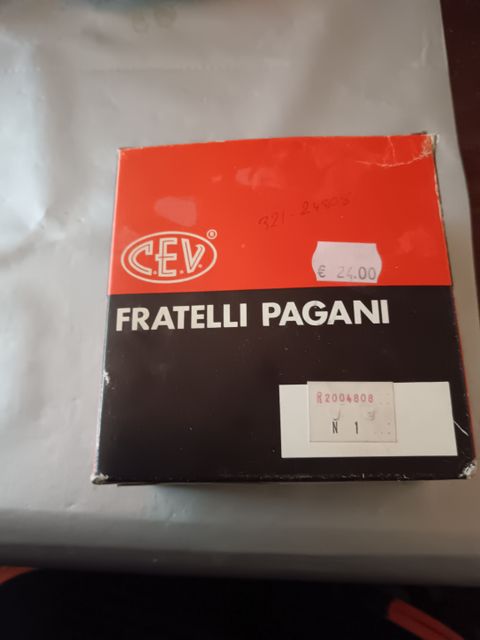 321-24808
C.E.V.®
€ 24.00
FRATELLI PAGANI
R2004808
N 1